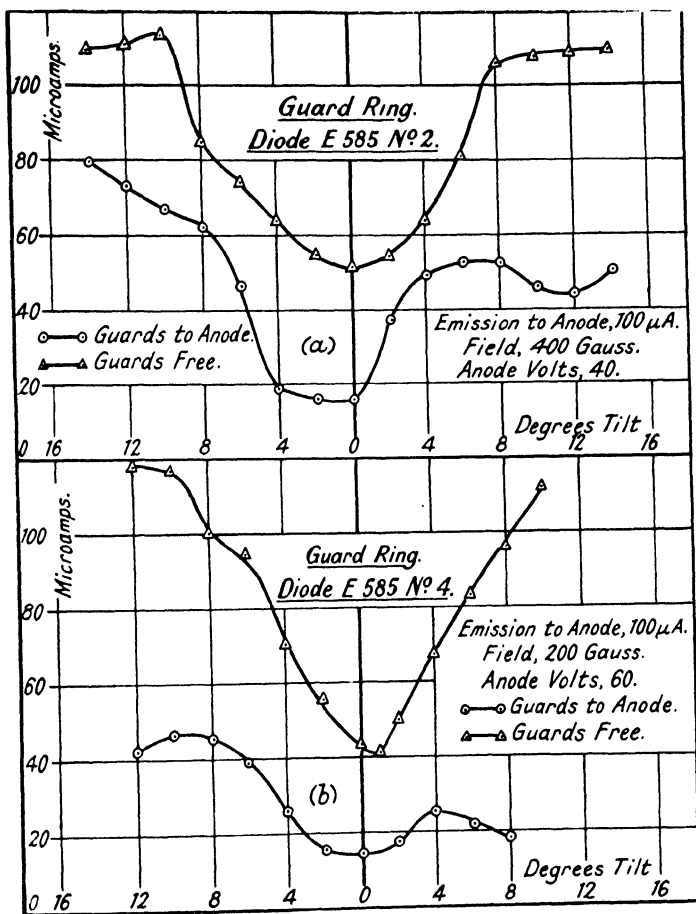 Microamps.
100
80
60
40
20
Guard Ring.
Diode E 585 Nº 2.
Guards to Anode.
Guards Free.
(a)
Emission to Anode, 100 μA.
Field, 400 Gauss.
Anode Volts, 40.
Degrees Tilt
0 16 12 8 4 0 4 8 12 16
Microamps.
100
80
60
40
20
Guard Ring.
Diode E 585 Nº 4.
Emission to Anode, 100 μA.
Field, 200 Gauss.
Anode Volts, 60.
Guards to Anode.
Guards Free.
(b)
Degrees Tilt
0 16 12 8 4 0 4 8 12 16